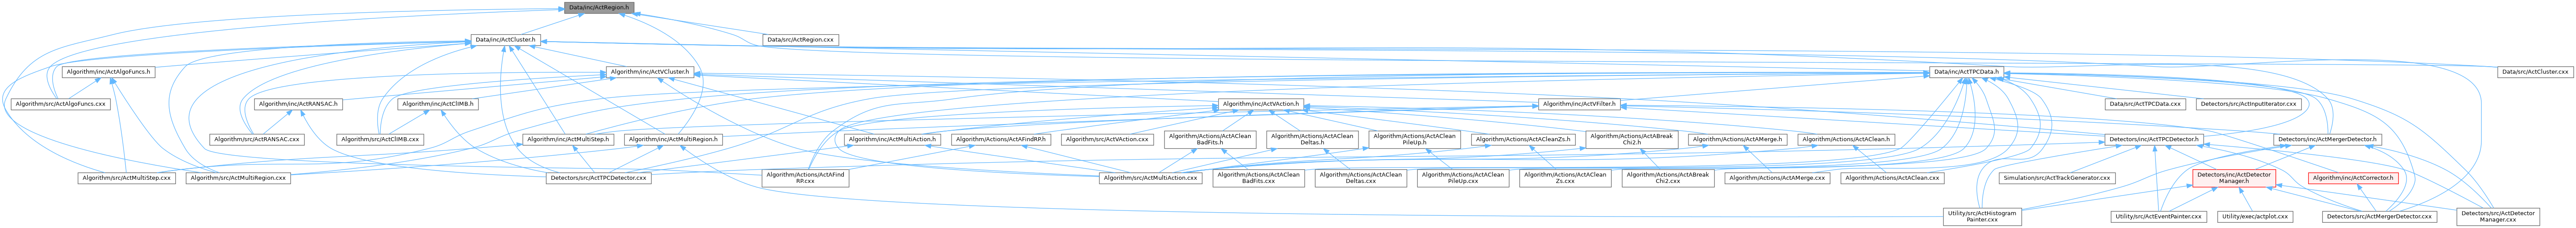 Data/inc/ActRegion.h
Data/inc/ActCluster.h
Data/src/ActRegion.cxx
Algorithm/inc/ActAlgoFuncs.h
Algorithm/inc/ActVCluster.h
Data/inc/ActTPCData.h
Data/src/ActCluster.cxx
Algorithm/src/ActAlgoFuncs.cxx
Algorithm/inc/ActRANSAC.h
Algorithm/inc/ActCliMB.h
Algorithm/inc/ActVAction.h
Algorithm/inc/ActVFilter.h
Data/src/ActTPCData.cxx
Detectors/src/ActInputIterator.cxx
Algorithm/src/ActRANSAC.cxx
Algorithm/src/ActCliMB.cxx
Algorithm/inc/ActMultiStep.h
Algorithm/inc/ActMultiRegion.h
Algorithm/inc/ActMultiAction.h
Algorithm/Actions/ActAFindRP.h
Algorithm/src/ActVAction.cxx
Algorithm/Actions/ActAClean
BadFits.h
Algorithm/Actions/ActAClean
Deltas.h
Algorithm/Actions/ActAClean
PileUp.h
Algorithm/Actions/ActACleanZs.h
Algorithm/Actions/ActABreak
Chi2.h
Algorithm/Actions/ActAMerge.h
Algorithm/Actions/ActAClean.h
Detectors/inc/ActTPCDetector.h
Detectors/inc/ActMergerDetector.h
Algorithm/src/ActMultiStep.cxx
Algorithm/src/ActMultiRegion.cxx
Detectors/src/ActTPCDetector.cxx
Algorithm/Actions/ActAFind
RP.cxx
Algorithm/src/ActMultiAction.cxx
Algorithm/Actions/ActAClean
BadFits.cxx
Algorithm/Actions/ActAClean
Deltas.cxx
Algorithm/Actions/ActAClean
PileUp.cxx
Algorithm/Actions/ActAClean
Zs.cxx
Algorithm/Actions/ActABreak
Chi2.cxx
Algorithm/Actions/ActAMerge.cxx
Algorithm/Actions/ActAClean.cxx
Simulation/src/ActTrackGenerator.cxx
Detectors/inc/ActDetector
Manager.h
Algorithm/inc/ActCorrector.h
Utility/src/ActHistogram
Painter.cxx
Utility/src/ActEventPainter.cxx
Utility/exec/actplot.cxx
Detectors/src/ActMergerDetector.cxx
Detectors/src/ActDetector
Manager.cxx